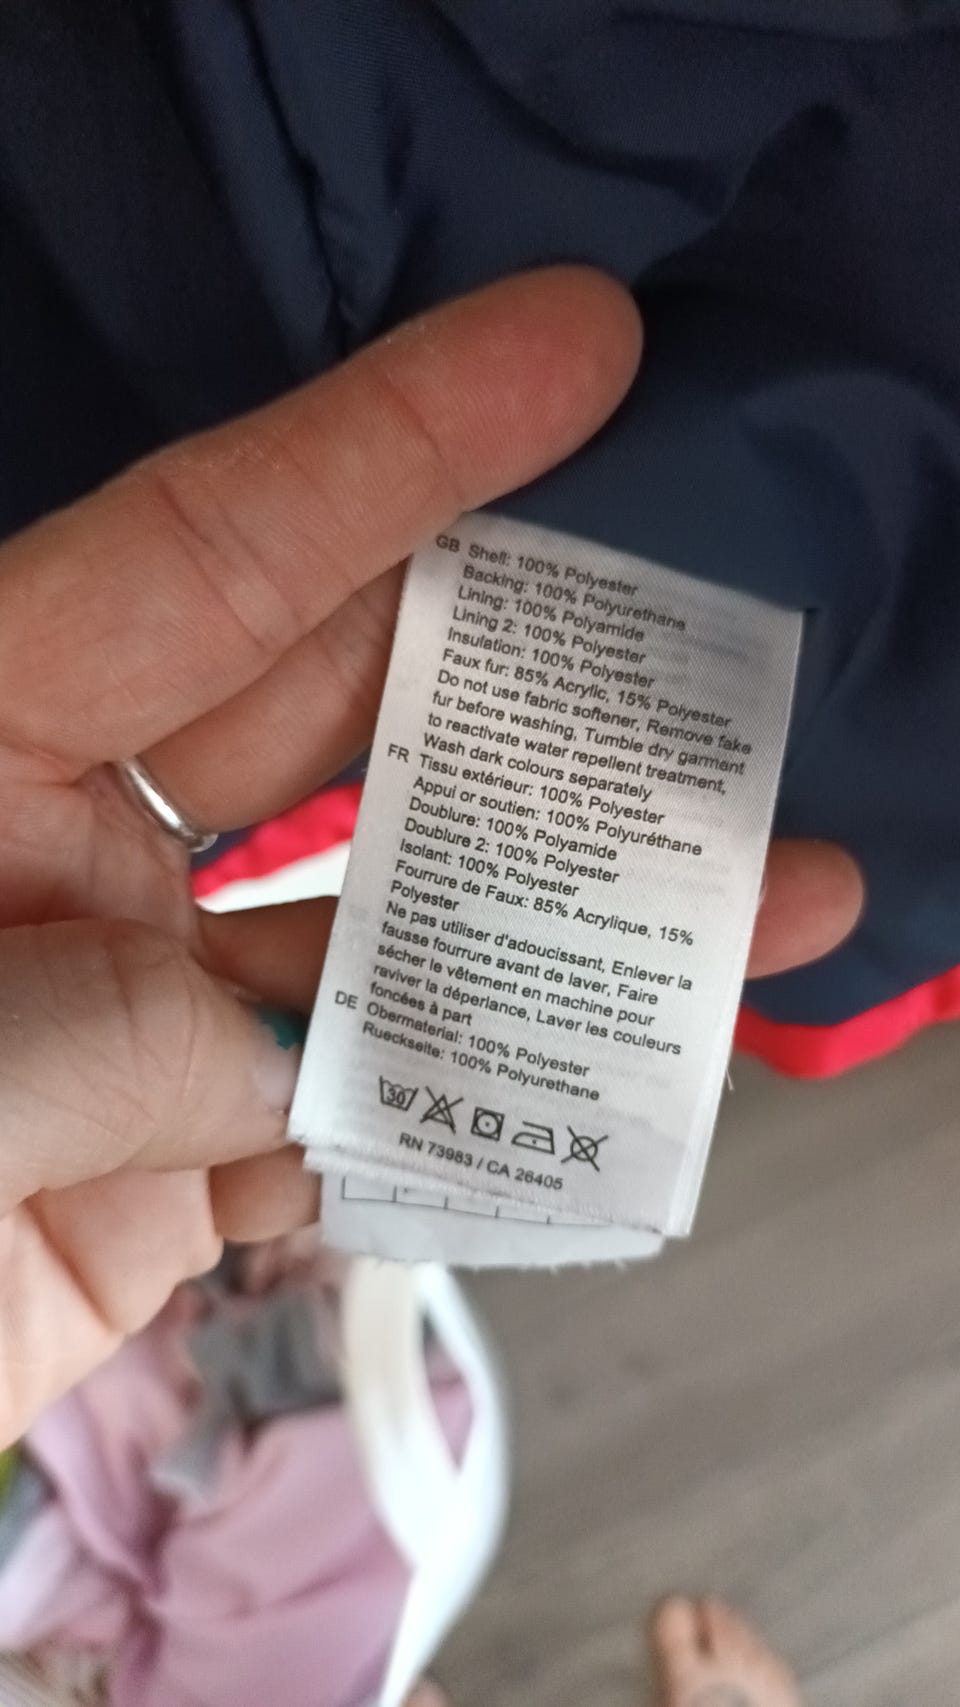 GB Shell: 100% Polyester
Backing: 100% Polyurethane
Lining: 100% Polyamide
Lining 2: 100% Polyester
Insulation: 100% Polyester
Faux fur: 85% Acrylic, 15% Polyester
Do not use fabric softener, Remove fake
fur before washing, Tumble dry garment
to reactivate water repellent treatment,
Wash dark colours separately
FR Tissu extérieur: 100% Polyester
Appui or soutien: 100% Polyuréthane
Doublure: 100% Polyamide
Doublure 2: 100% Polyester
Isolant: 100% Polyester
Fourrure de Faux: 85% Acrylique, 15%
Polyester
Ne pas utiliser d'adoucissant, Enlever la
fausse fourrure avant de laver, Faire
sécher le vêtement en machine pour
raviver la déperlance, Laver les couleurs
foncées à part
DE Obermaterial: 100% Polyester
Rueckseite: 100% Polyurethane
30
RN 73983 / CA 26405